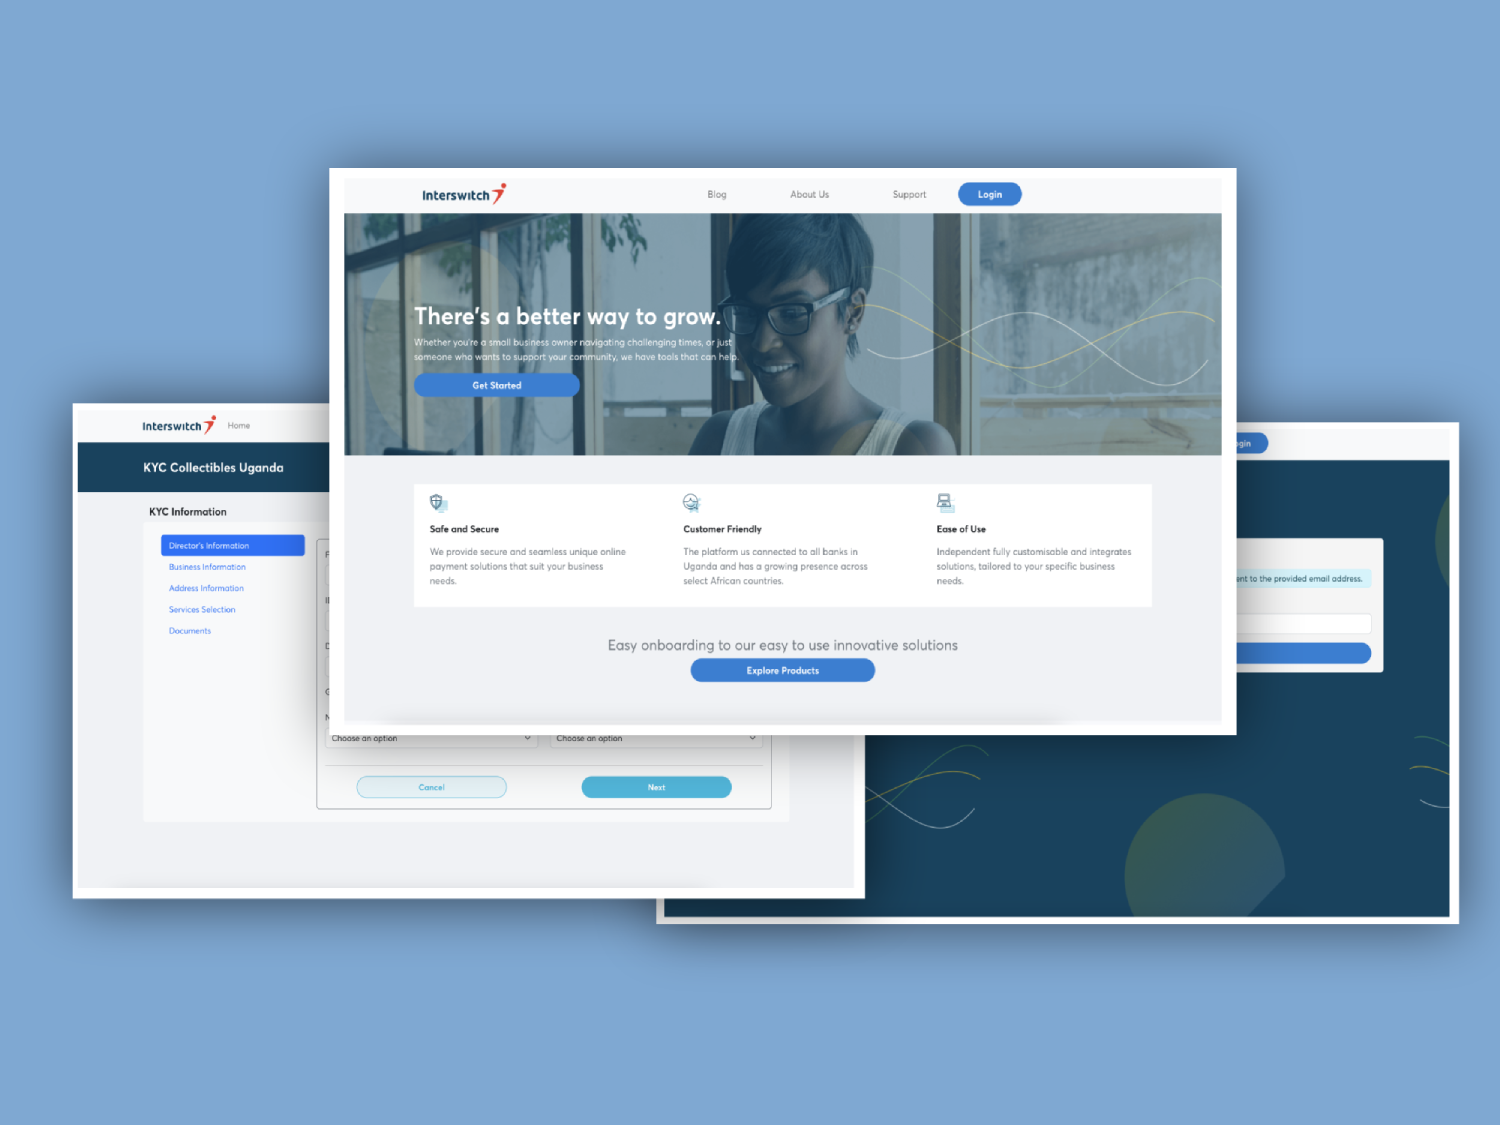 Interswitch
Blog
About Us
Support
Login
There's a better way to grow.
Whether you're a small business owner navigating challenging times, or just
someone who wants to support your community, we have tools that can help.
Get Started
Safe and Secure
We provide secure and seamless unique online
payment solutions that suit your business
needs.
Customer Friendly
The platform us connected to all banks in
Uganda and has a growing presence across
select African countries.
Ease of Use
Independent fully customisable and integrates
solutions, tailored to your specific business
needs.
Easy onboarding to our easy to use innovative solutions
Explore Products
Interswitch
Home
KYC Collectibles Uganda
KYC Information
Director's Information
Business Information
Address Information
Services Selection
Documents
Choose an option
Choose an option
Cancel
Next
to the provided email address.